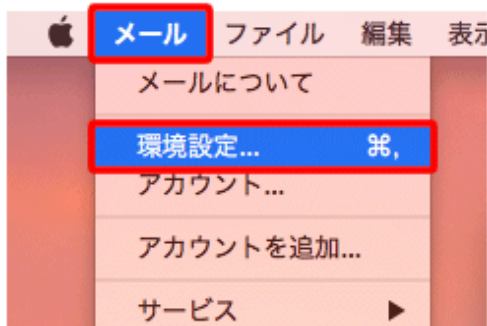 メール ファイル 編集 表示
メールについて
環境設定... ⌘,
アカウント...
アカウントを追加...
サービス ▶